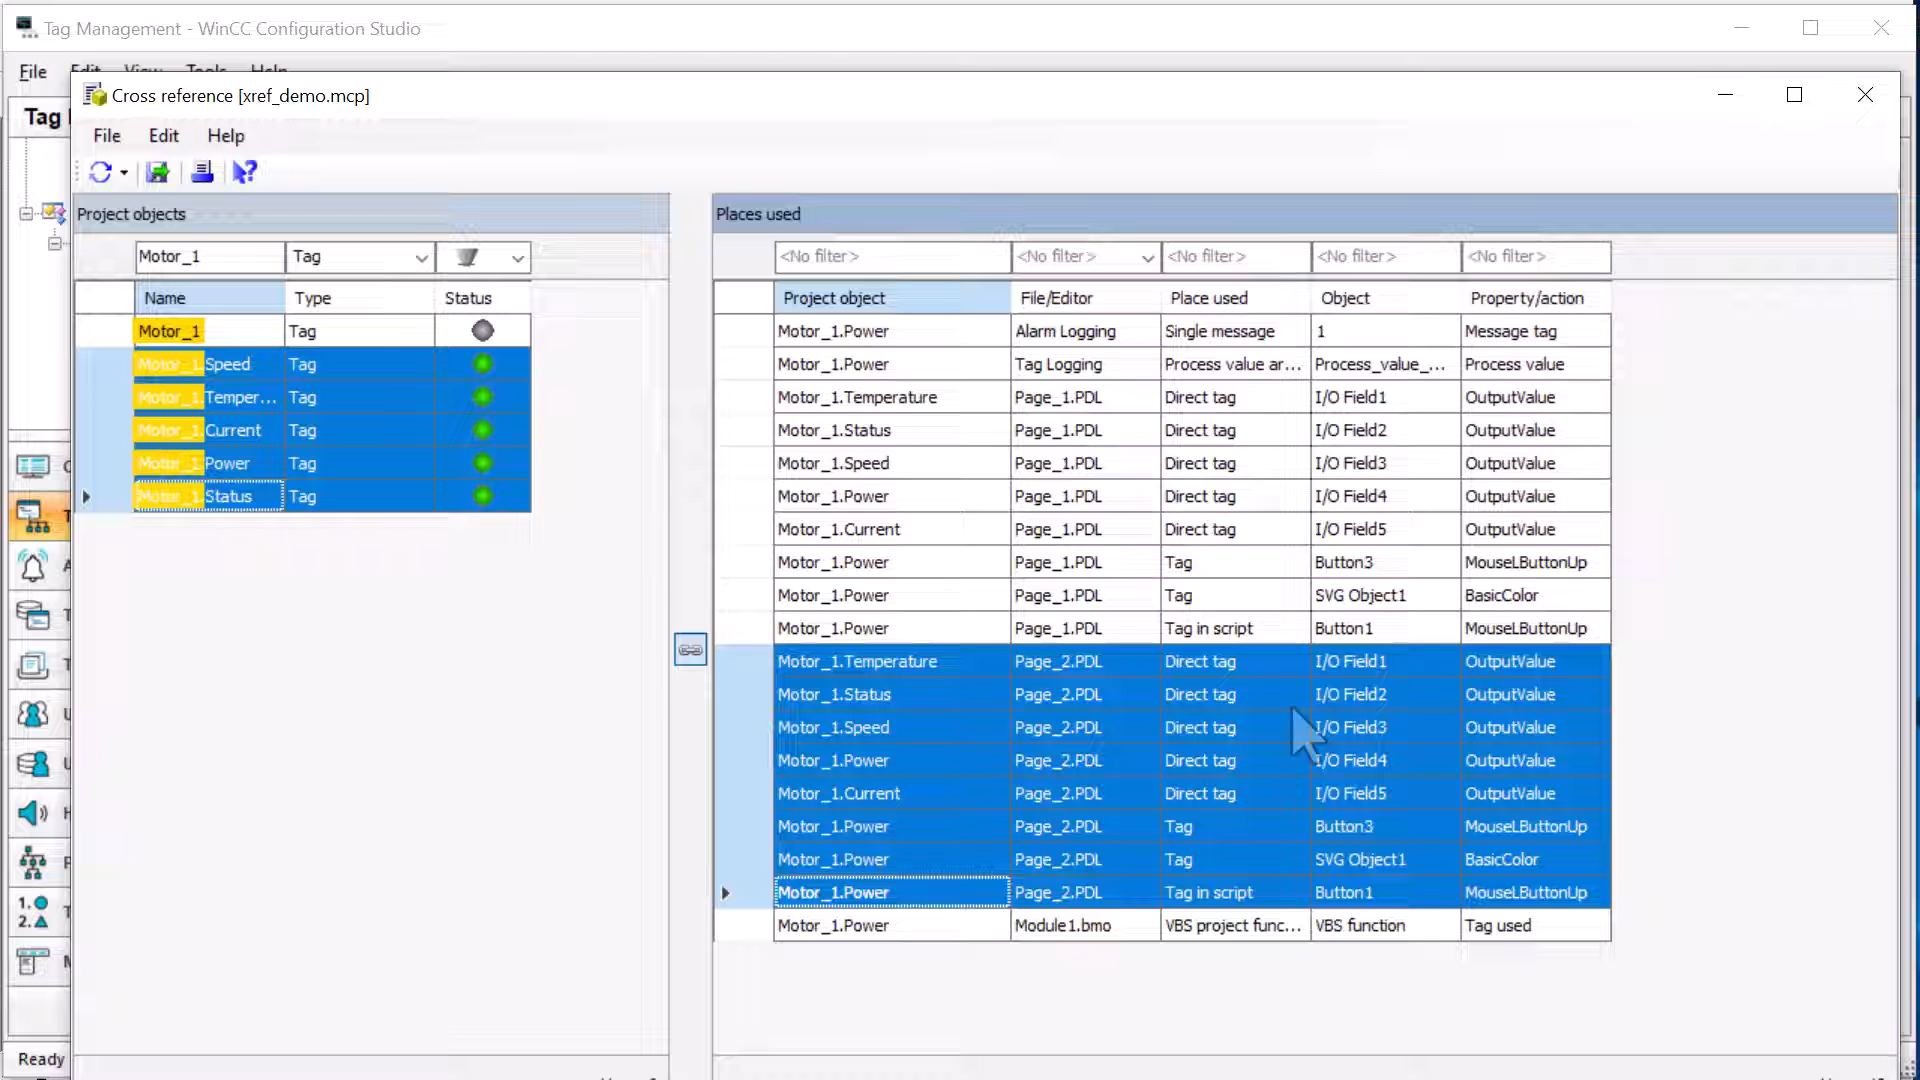 Tag Management - WinCC Configuration Studio
File Edit View Tools Help
Cross reference [xref_demo.mcp]
Tag
File Edit Help
Project objects
Places used
Motor_1 Tag
<No filter> <No filter> <No filter> <No filter> <No filter>
Name Type Status
Project object File/Editor Place used Object Property/action
Motor_1 Tag
Motor_1.Power Alarm Logging Single message 1 Message tag
Motor_1.Speed Tag
Motor_1.Power Tag Logging Process value ar... Process_value_... Process value
Motor_1.Temper... Tag
Motor_1.Temperature Page_1.PDL Direct tag I/O Field1 OutputValue
Motor_1.Current Tag
Motor_1.Status Page_1.PDL Direct tag I/O Field2 OutputValue
Motor_1.Power Tag
Motor_1.Speed Page_1.PDL Direct tag I/O Field3 OutputValue
Motor_1.Status Tag
Motor_1.Power Page_1.PDL Direct tag I/O Field4 OutputValue
Motor_1.Current Page_1.PDL Direct tag I/O Field5 OutputValue
Motor_1.Power Page_1.PDL Tag Button3 MouseLButtonUp
Motor_1.Power Page_1.PDL Tag SVG Object1 BasicColor
Motor_1.Power Page_1.PDL Tag in script Button1 MouseLButtonUp
Motor_1.Temperature Page_2.PDL Direct tag I/O Field1 OutputValue
Motor_1.Status Page_2.PDL Direct tag I/O Field2 OutputValue
Motor_1.Speed Page_2.PDL Direct tag I/O Field3 OutputValue
Motor_1.Power Page_2.PDL Direct tag I/O Field4 OutputValue
Motor_1.Current Page_2.PDL Direct tag I/O Field5 OutputValue
Motor_1.Power Page_2.PDL Tag Button3 MouseLButtonUp
Motor_1.Power Page_2.PDL Tag SVG Object1 BasicColor
Motor_1.Power Page_2.PDL Tag in script Button1 MouseLButtonUp
Motor_1.Power Module1.bmo VBS project func... VBS function Tag used
1.
2.
Ready